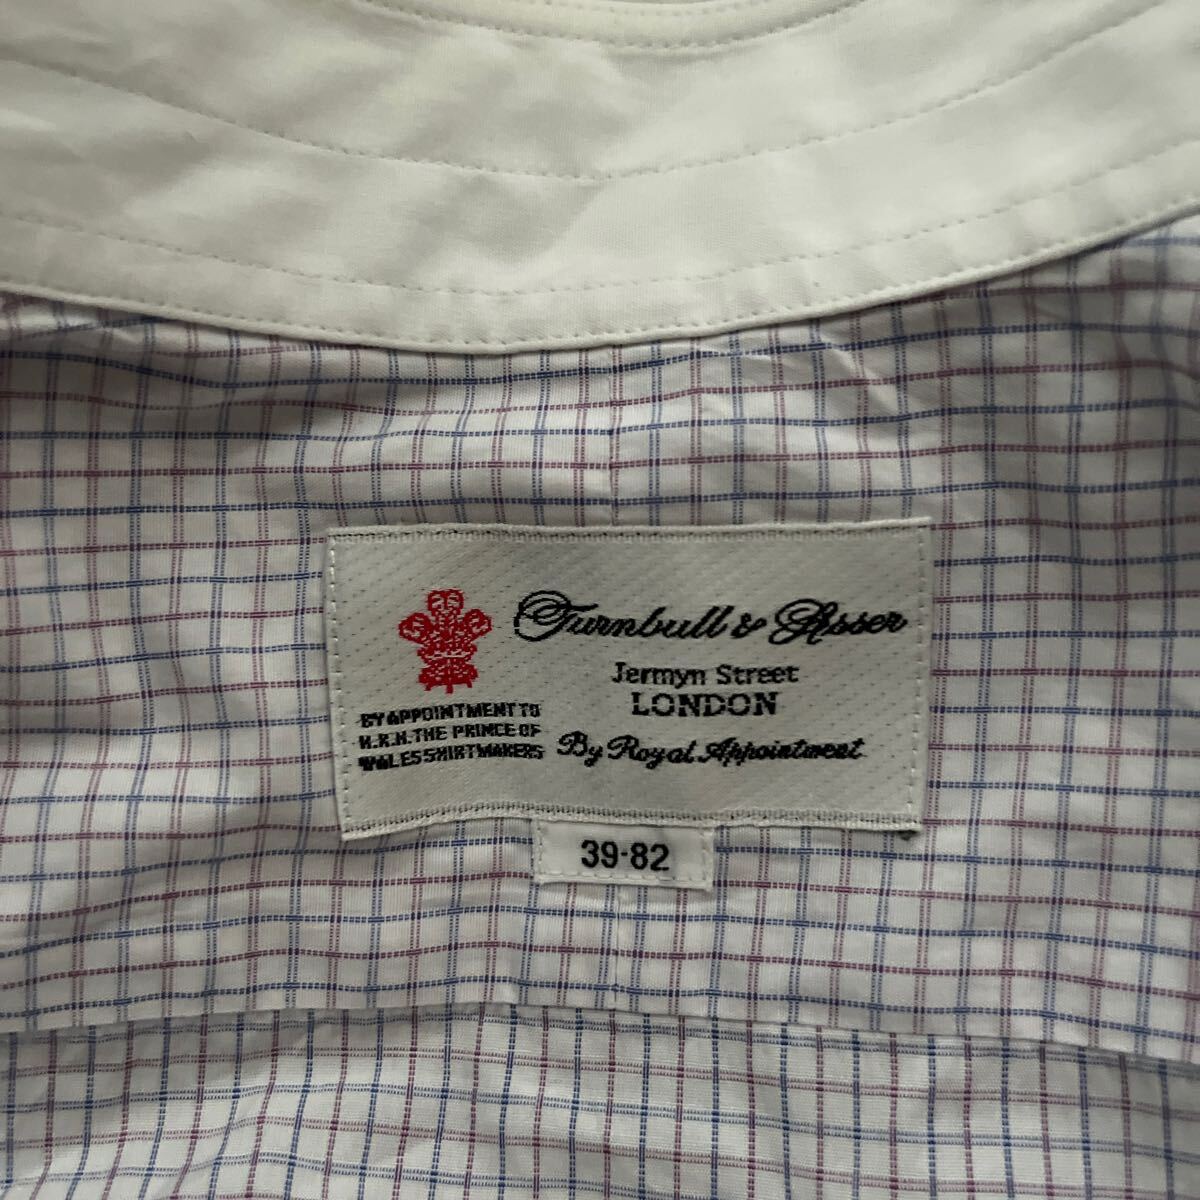 Turnbull & Asser
Jermyn Street
LONDON
By Royal Appointment
BY APPOINTMENT TO
H.R.H. THE PRINCE OF
WALES SHIRTMAKERS
39-82